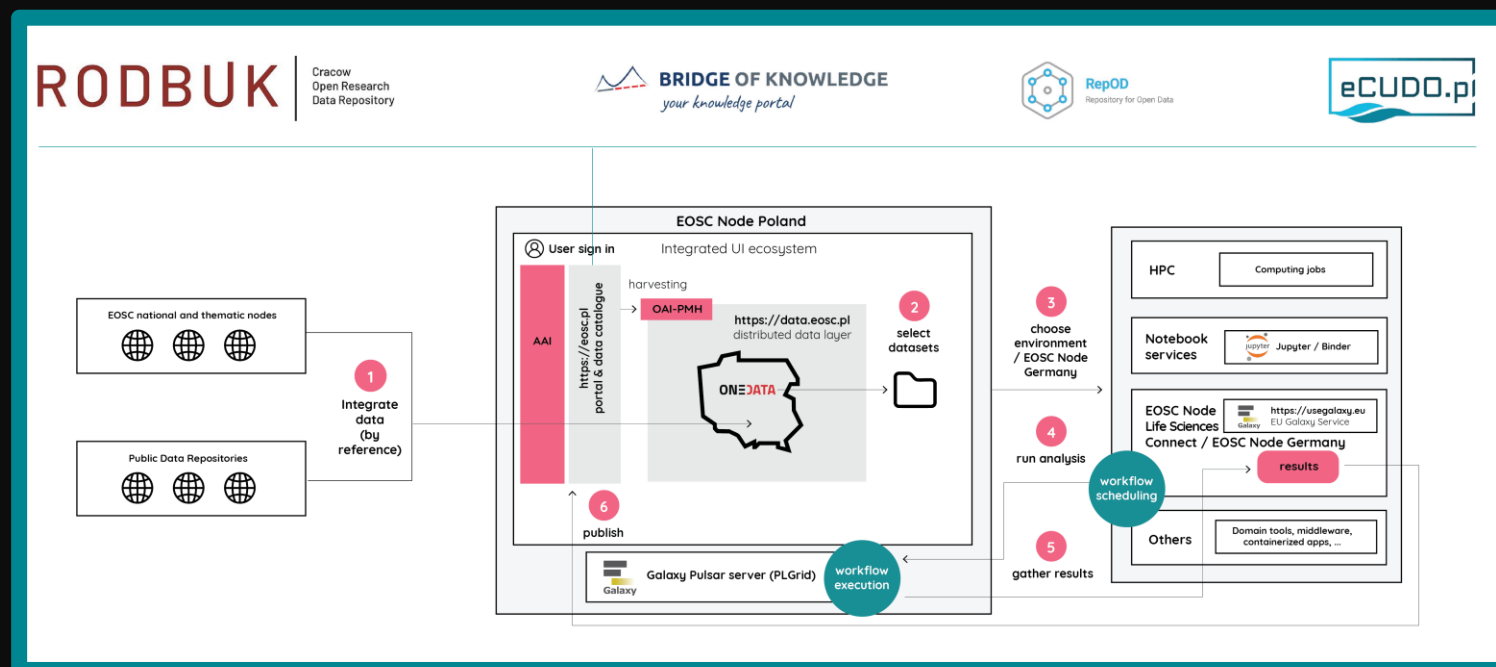 RODBUK
Cracow
Open Research
Data Repository
BRIDGE OF KNOWLEDGE
your knowledge portal
RepOD
Repository for Open Data
eCUDO.pl
EOSC Node Poland
User sign in
Integrated UI ecosystem
AAI
https://eosc.pl
portal & data catalogue
harvesting
OAI-PMH
https://data.eosc.pl
distributed data layer
ONEDATA
EOSC national and thematic nodes
Public Data Repositories
1
Integrate
data
(by
reference)
2
select
datasets
3
choose
environment
/ EOSC Node
Germany
4
run analysis
5
gather results
6
publish
Galaxy
Galaxy Pulsar server (PLGrid)
workflow
execution
workflow
scheduling
HPC
Computing jobs
Notebook
services
jupyter
Jupyter / Binder
EOSC Node
Life Sciences
Connect / EOSC Node Germany
Galaxy
https://usegalaxy.eu
EU Galaxy Service
results
Others
Domain tools, middleware,
containerized apps, ...